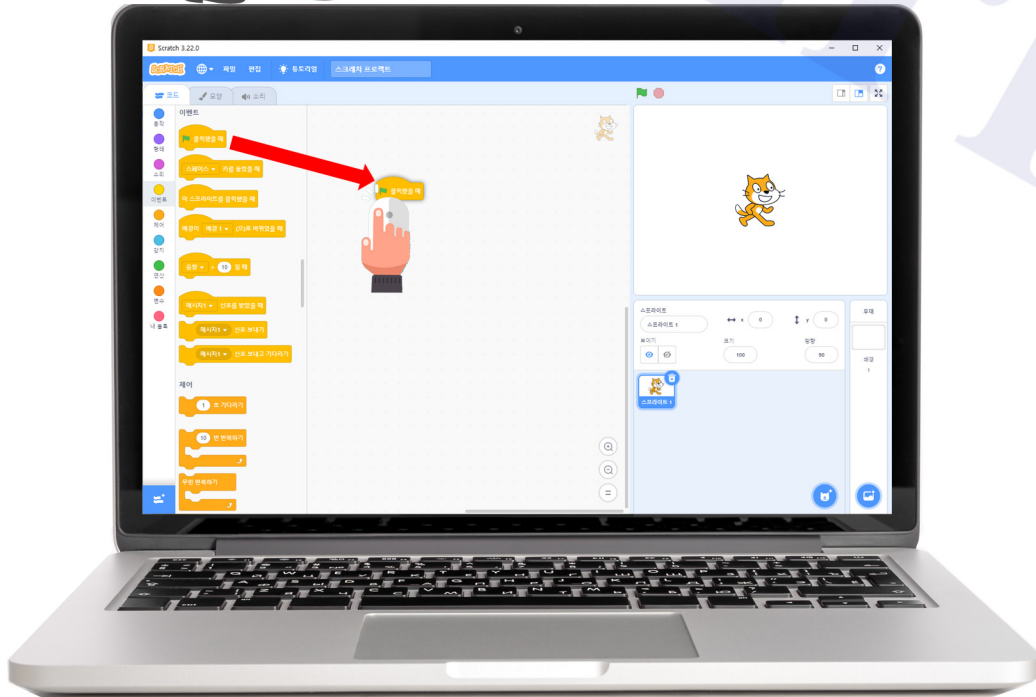 Scratch 3.22.0
SCRATCH 파일 편집 튜토리얼 스크래치 프로젝트
코드 모양 소리
이벤트
동작
형태
소리
이벤트
제어
감지
연산
변수
내 블록
클릭했을 때
스페이스 키를 눌렀을 때
이 스프라이트를 클릭했을 때
배경이 배경 1 (으)로 바뀌었을 때
음량 > 10 일 때
메시지1 신호를 받았을 때
메시지1 신호 보내기
메시지1 신호 보내고 기다리기
제어
1 초 기다리기
10 번 반복하기
무한 반복하기
클릭했을 때
스프라이트
스프라이트 1
x 0
y 0
보이기
크기
100
방향
90
스프라이트 1
무대
배경
1